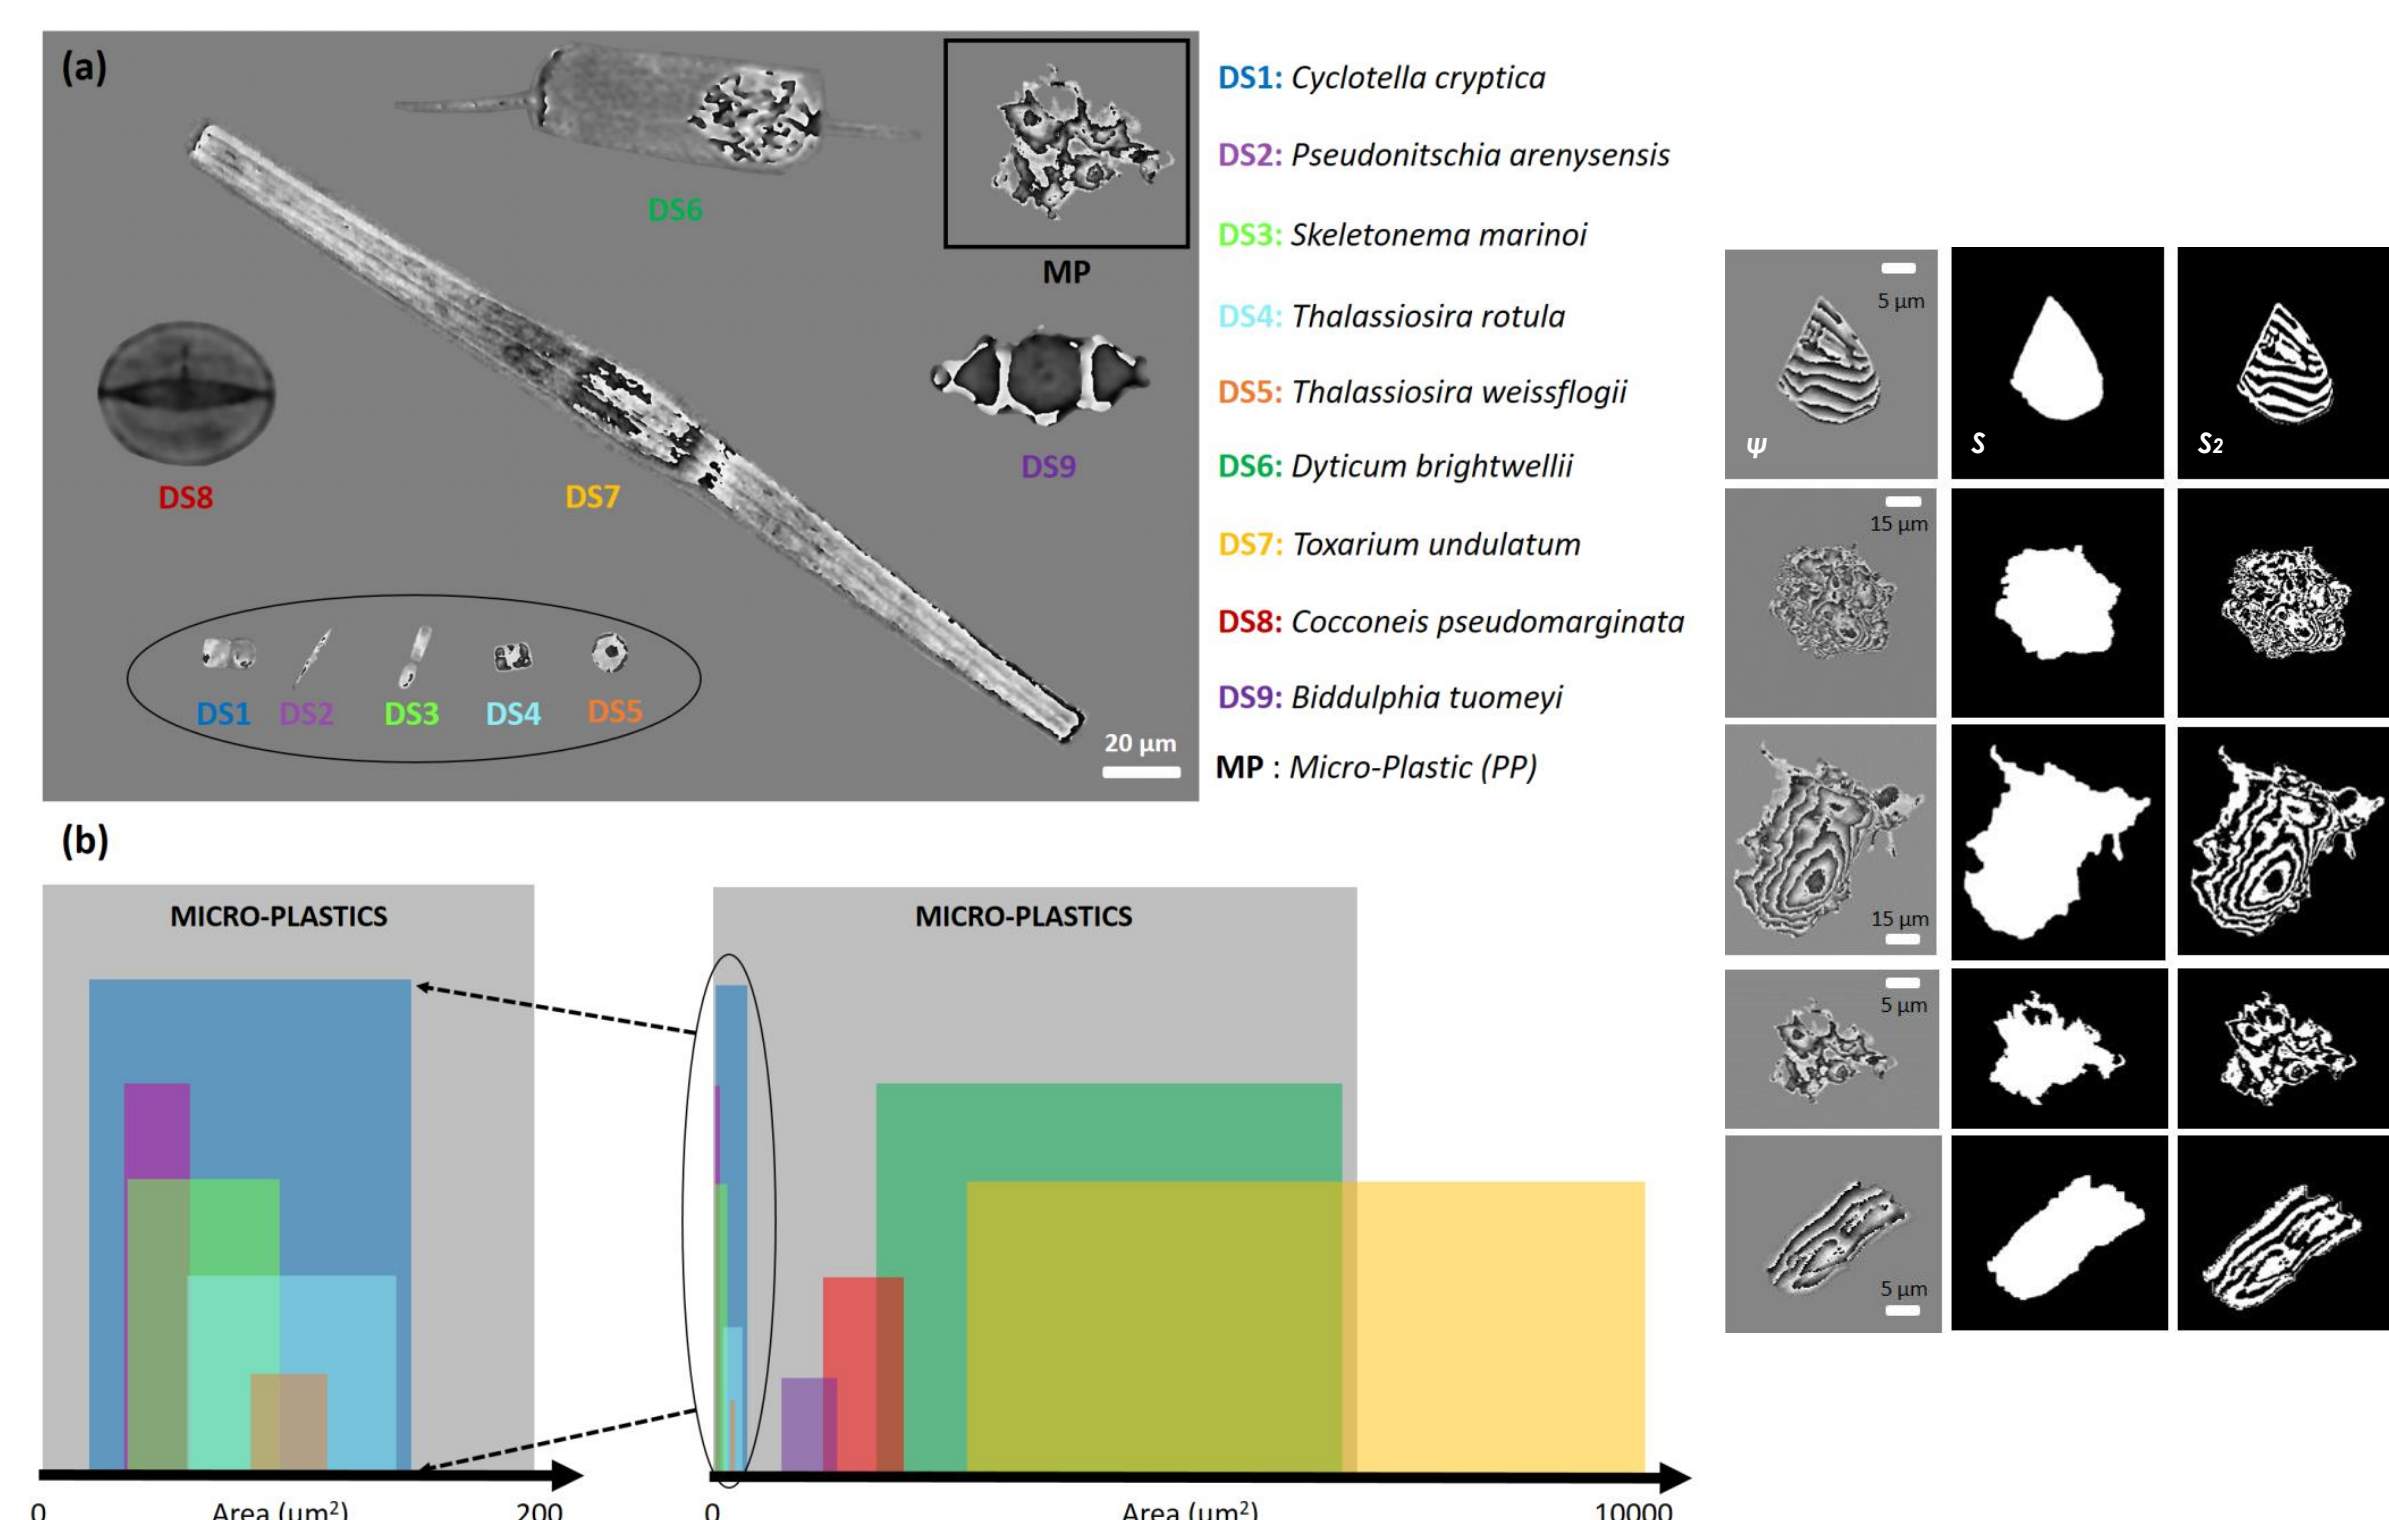 (a)
DS6
MP
DS8
DS7
DS9
DS1 DS2 DS3 DS4 DS5
20 µm
DS1: Cyclotella cryptica
DS2: Pseudonitschia arenysensis
DS3: Skeletonema marinoi
DS4: Thalassiosira rotula
DS5: Thalassiosira weissflogii
DS6: Dyticum brightwellii
DS7: Toxarium undulatum
DS8: Cocconeis pseudomarginata
DS9: Biddulphia tuomeyi
MP : Micro-Plastic (PP)
5 µm
ψ S S2
15 µm
15 µm
5 µm
5 µm
(b)
MICRO-PLASTICS
0 Area (µm²) 200
MICRO-PLASTICS
0 Area (µm²) 10000